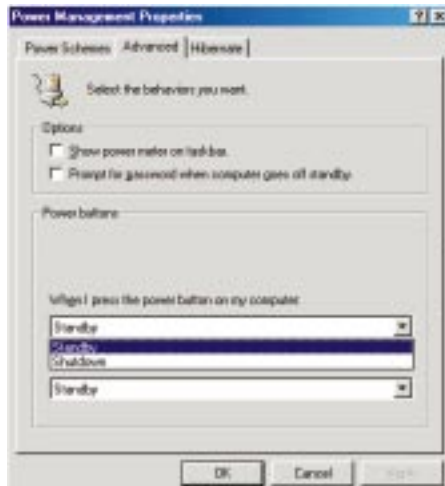 Power Management Properties
Power Schemes Advanced Hibernate
Select the behaviors you want.
Options
Show power meter on taskbar.
Prompt for password when computer goes off standby.
Power buttons
When I press the power button on my computer:
Standby
Standby
Shutdown
Standby
OK Cancel Apply